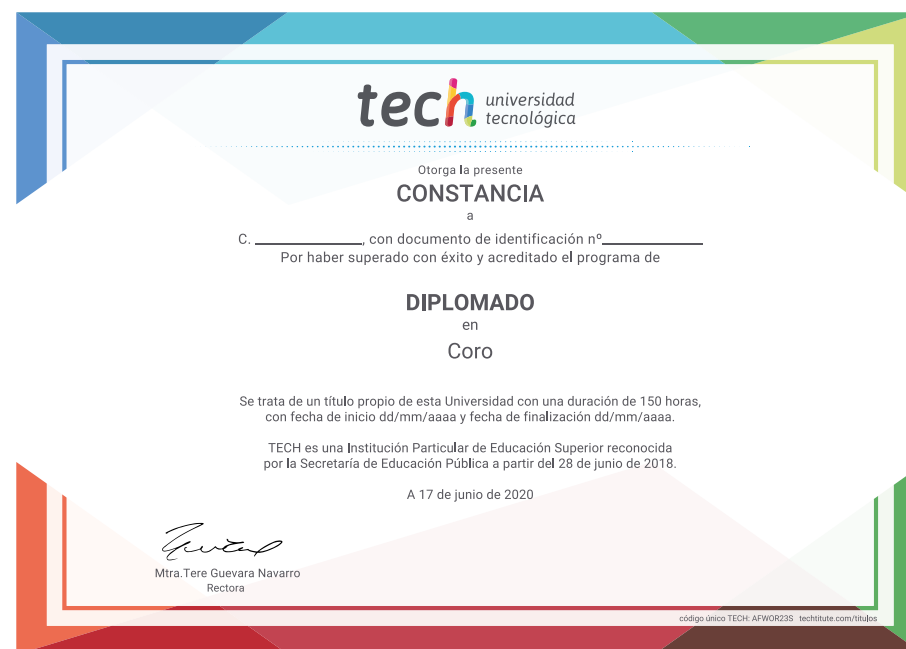 tech universidad
tecnológica
Otorga la presente
CONSTANCIA
a
C. ____________, con documento de identificación nº____________
Por haber superado con éxito y acreditado el programa de
DIPLOMADO
en
Coro
Se trata de un título propio de esta Universidad con una duración de 150 horas,
con fecha de inicio dd/mm/aaaa y fecha de finalización dd/mm/aaaa.
TECH es una Institución Particular de Educación Superior reconocida
por la Secretaría de Educación Pública a partir del 28 de junio de 2018.
A 17 de junio de 2020
Mtra.Tere Guevara Navarro
Rectora
código único TECH: AFWOR23S techtitute.com/titulos